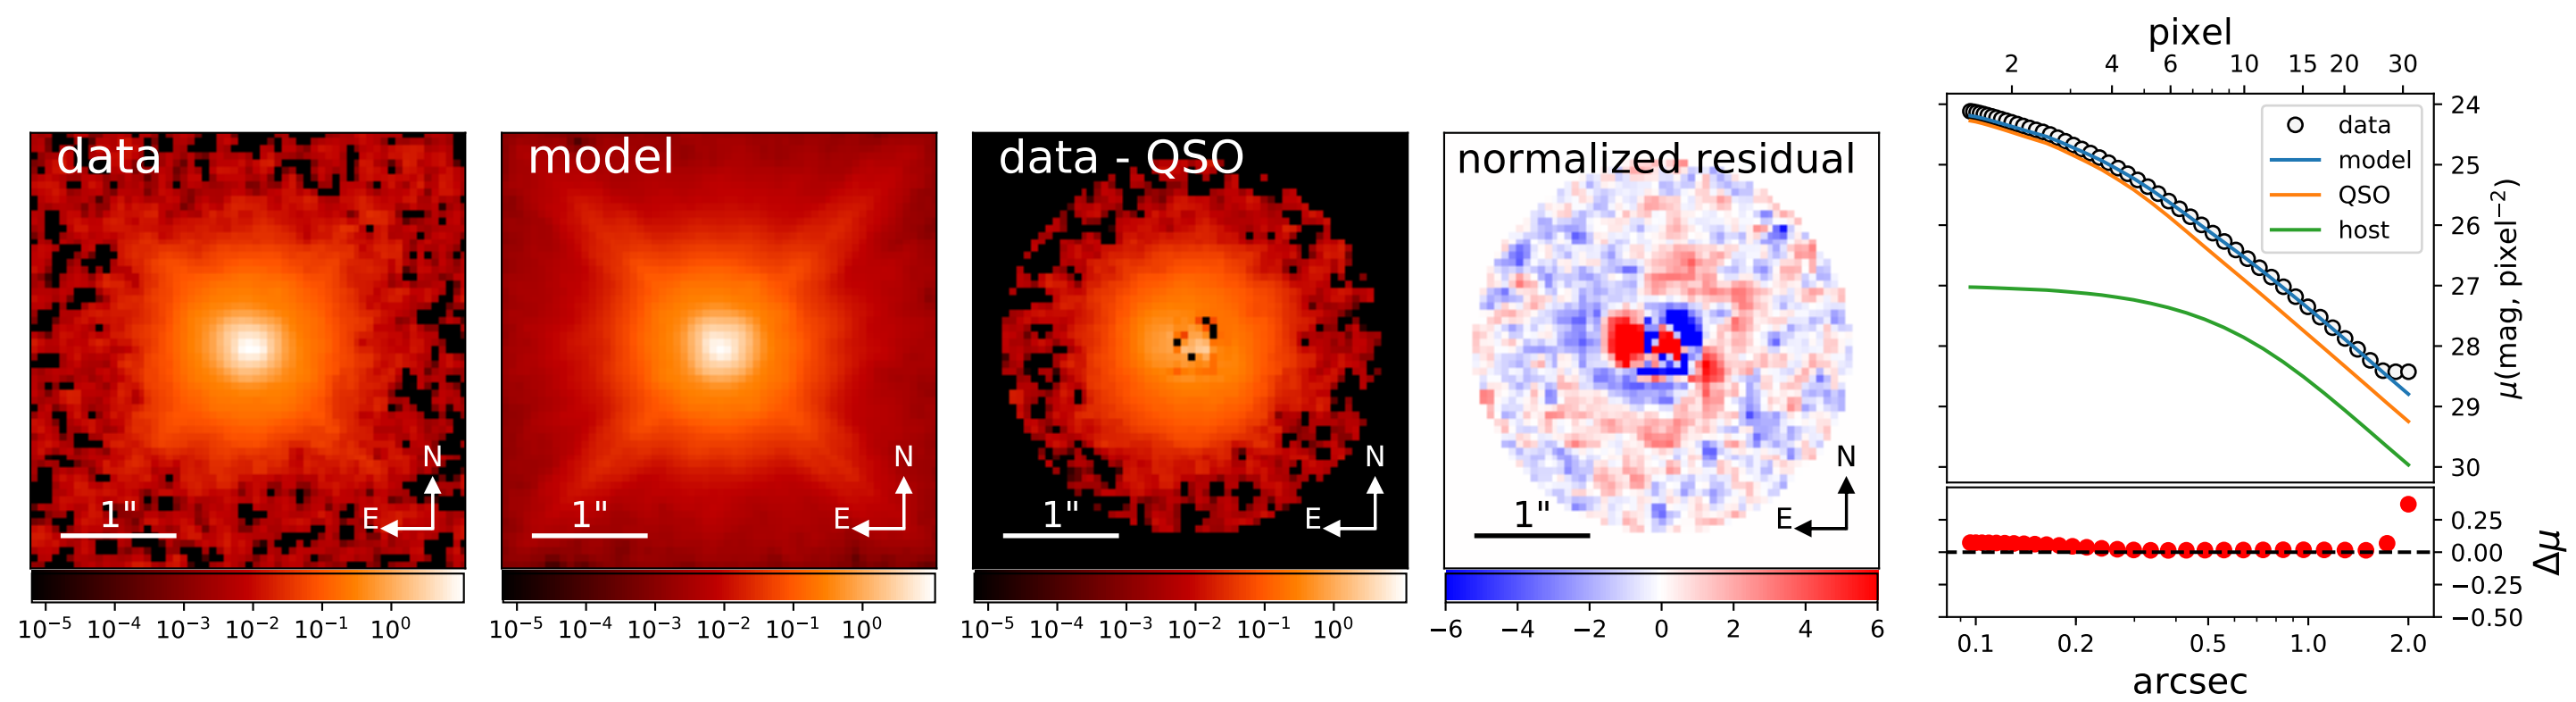 data
N
E
1"
10⁻⁵ 10⁻⁴ 10⁻³ 10⁻² 10⁻¹ 10⁰
model
N
E
1"
10⁻⁵ 10⁻⁴ 10⁻³ 10⁻² 10⁻¹ 10⁰
data - QSO
N
E
1"
10⁻⁵ 10⁻⁴ 10⁻³ 10⁻² 10⁻¹ 10⁰
normalized residual
N
E
1"
−6 −4 −2 0 2 4 6
pixel
2 4 6 10 15 20 30
data
model
QSO
host
24
25
26
27
28
29
30
μ(mag, pixel⁻²)
0.25
0.00
−0.25
−0.50
Δμ
0.1 0.2 0.5 1.0 2.0
arcsec